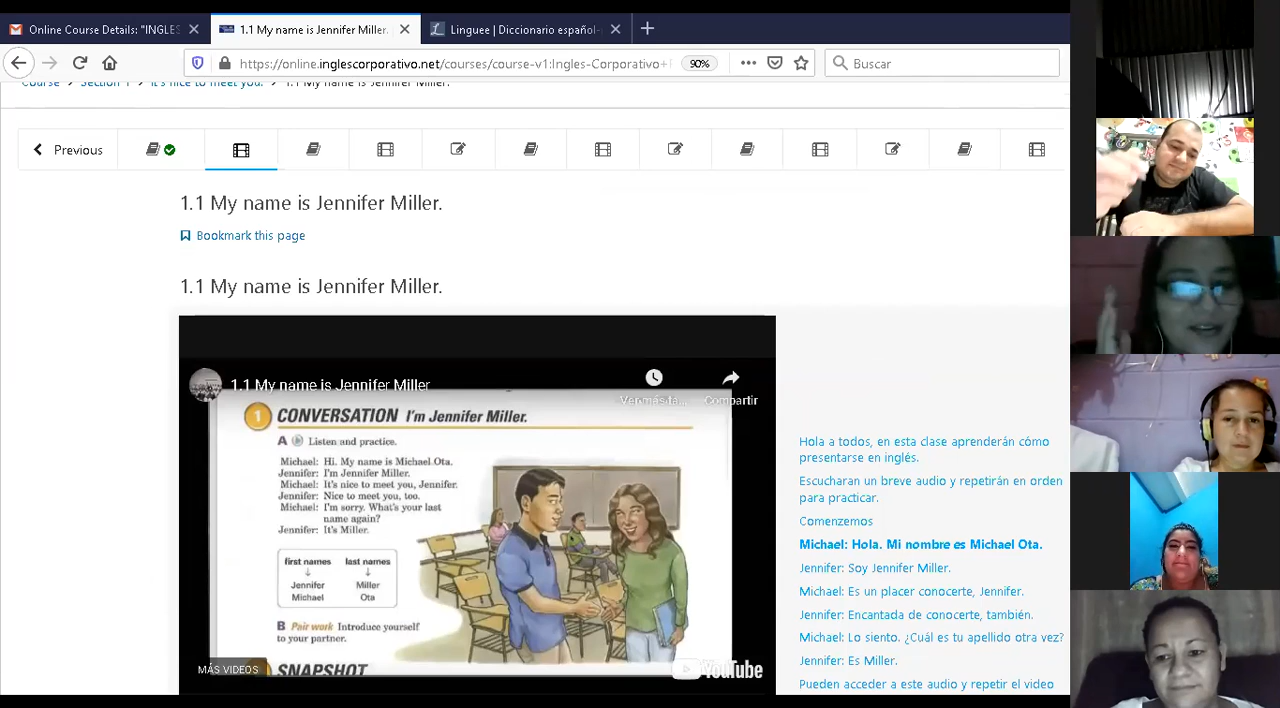 Online Course Details: "INGLES
1.1 My name is Jennifer Miller.
Linguee | Diccionario español-
https://online.inglescorporativo.net/courses/course-v1:Ingles-Corporativo+
90%
Buscar
Course > Section 1 > It's nice to meet you. > 1.1 My name is Jennifer Miller.
Previous
1.1 My name is Jennifer Miller.
Bookmark this page
1.1 My name is Jennifer Miller.
1.1 My name is Jennifer Miller
Ver más ta...
Compartir
1 CONVERSATION I'm Jennifer Miller.
A Listen and practice.
Michael: Hi. My name is Michael Ota.
Jennifer: I'm Jennifer Miller.
Michael: It's nice to meet you, Jennifer.
Jennifer: Nice to meet you, too.
Michael: I'm sorry. What's your last
name again?
Jennifer: It's Miller.
first names last names
Jennifer Miller
Michael Ota
B Pair work Introduce yourself
to your partner.
SNAPSHOT
MÁS VIDEOS
YouTube
Hola a todos, en esta clase aprenderán cómo
presentarse en inglés.
Escucharan un breve audio y repetirán en orden
para practicar.
Comenzemos
Michael: Hola. Mi nombre es Michael Ota.
Jennifer: Soy Jennifer Miller.
Michael: Es un placer conocerte, Jennifer.
Jennifer: Encantada de conocerte, también.
Michael: Lo siento. ¿Cuál es tu apellido otra vez?
Jennifer: Es Miller.
Pueden acceder a este audio y repetir el video